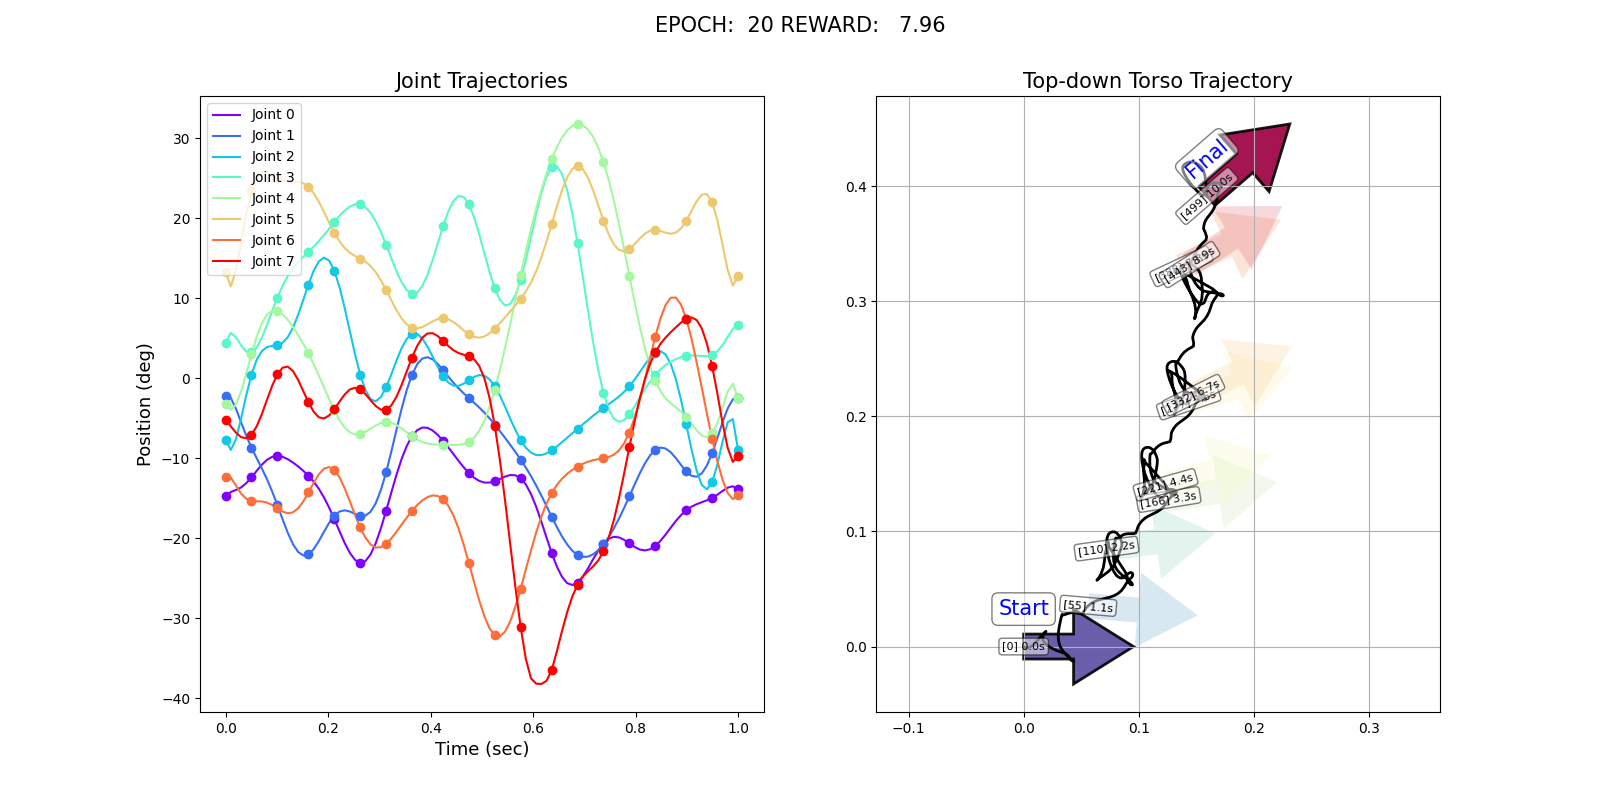 EPOCH:  20 REWARD:   7.96
Joint Trajectories
Joint 0
Joint 1
Joint 2
Joint 3
Joint 4
Joint 5
Joint 6
Joint 7
30
20
10
0
−10
−20
−30
−40
Position (deg)
0.0
0.2
0.4
0.6
0.8
1.0
Time (sec)
Top-down Torso Trajectory
0.4
0.3
0.2
0.1
0.0
Final
[499] 10.0s
[443] 8.9s
[332] 6.7s
[221] 4.4s
[166] 3.3s
[110] 2.2s
[55] 1.1s
Start
[0] 0.0s
−0.1
0.0
0.1
0.2
0.3